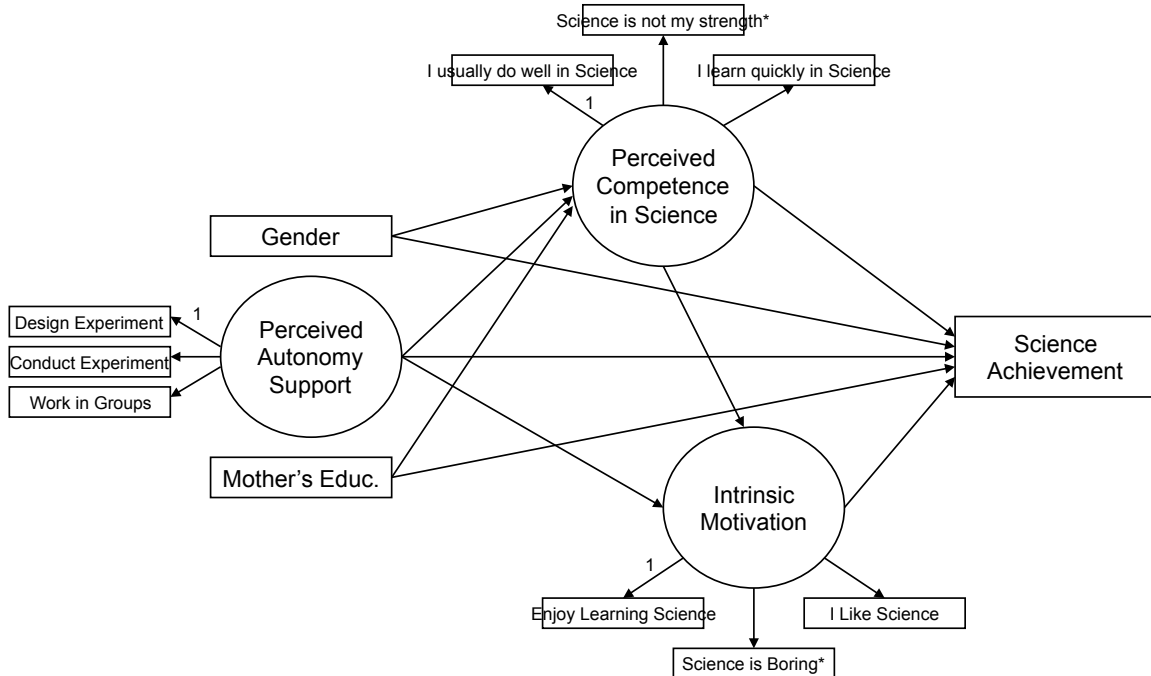 Science is not my strength*
I usually do well in Science
I learn quickly in Science
1
Perceived
Competence
in Science
Gender
Design Experiment
1
Conduct Experiment
Work in Groups
Perceived
Autonomy
Support
Science
Achievement
Mother's Educ.
Intrinsic
Motivation
1
Enjoy Learning Science
I Like Science
Science is Boring*